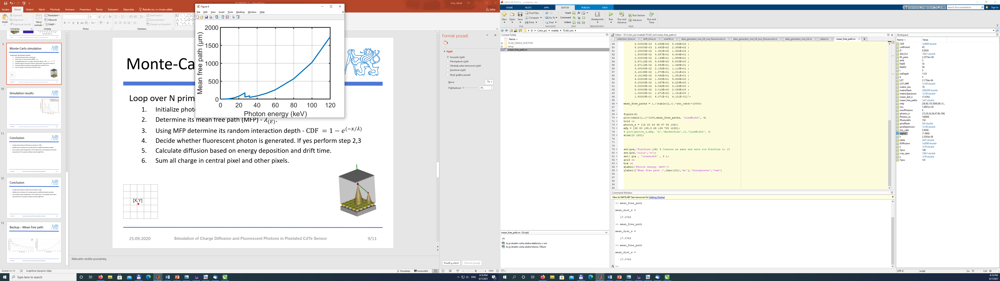 SCSSM2021_2 - PowerPoint
Jirsa, Jakub
Soubor Domů Vložení Návrh Přechody Animace Prezentace Revize Zobrazení Nápověda Řekněte mi, co chcete udělat. Sdílet
Vložit Vyjmout Kopírovat Kopírovat formát Schránka
Nový snímek Rozložení Obnovit Oddíl Snímky
18 Písmo
Směr textu Zarovnat text Převést na SmartArt Odstavec
9
Monte-Carlo simulation
Loop over N primary events.
10
Simulation results
11
Conclusion
12
Conclusion
13
Backup – Mean free path
Figure 6
File Edit View Insert Tools Desktop Window Help
Mean free path (µm)
2000
1500
1000
500
0
0 20 40 60 80 100 120
Photon energy (keV)
Monte-Ca
Loop over N prim
1. Initialize phot
2. Determine its mean free path (MFP) - λ(E).
3. Using MFP determine its random interaction depth - CDF = 1 − e^(−x/λ)
4. Decide whether fluorescent photon is generated. If yes perform step 2,3
5. Calculate diffusion based on energy deposition and drift time.
6. Sum all charge in central pixel and other pixels.
[X,Y]
25.09.2020 Simulation of Charge Diffusion and Fluorescent Photons in Pixelated CdTe Sensor 9/11
Kliknutím vložíte poznámky.
Formát pozadí
Výplň
Souvislá výplň
Přechodová výplň
Obrázek nebo texturová výplň
Vzorková výplň
Skrýt grafiku pozadí
Barva
Průhlednost 0%
Použít u všech Obnovit pozadí
Snímek 9 z 13 Angličtina (Spojené státy) Poznámky Komentáře 150%
Type here to search
ENG 4:19 PM 6/7/2021
MATLAB R2021a - academic use
HOME PLOTS APPS EDITOR PUBLISH VIEW Search Documentation Sign In
New Open Save Find Files Compare Print FILE
Go To Find NAVIGATE
Insert Comment Indent EDIT
Breakpoints BREAKPOINTS
Run Run and Advance Run Section Advance Run and Time RUN
D: Color_pix matlab TCAD_sim
Current Folder
Name
TCAD_SINGLE_PHOTON
temp
mean_free_path.m
mean_free_path.m (Script)
clc
to je stredni volna draha elektronu v nm
to je stredni volna draha fotonu 100um
Editor - D:\Color_pix\matlab\TCAD_sim\mean_free_path.m
collection_time.m drift_time.m oneHit.m data_generator_one_hit_one_fluorescent.m data_generator_one_hit_two_fluorescent.m data_generator_one_hit.m xlabel.m mean_free_path.m
49 6.00000E-03 5.286E+02 5.046E+02 ;
50 8.00000E-03 2.492E+02 2.389E+02 ;
51 1.00000E-02 1.381E+02 1.322E+02 ;
52 1.50000E-02 4.657E+01 4.404E+01 ;
53 2.00000E-02 2.144E+01 1.988E+01 ;
54 2.67112E-02 9.834E+00 8.833E+00 ;
55 2.67112E-02 2.943E+01 1.368E+01 ;
56 3.00000E-02 2.182E+01 1.119E+01 ;
57 3.18138E-02 1.873E+01 1.001E+01 ;
58 3.18138E-02 3.492E+01 1.351E+01 ;
59 4.00000E-02 1.930E+01 9.635E+00 ;
60 5.00000E-02 1.067E+01 6.229E+00 ;
61 6.00000E-02 6.542E+00 4.163E+00 ;
62 8.00000E-02 3.019E+00 2.083E+00 ;
63 1.00000E-01 1.671E+00 1.181E+00 ;
64 1.50000E-01 6.071E-01 4.101E-01]';
65
66 mean_free_paths = 1./(table(2,:).*rho_cdte)*10000;
67
68
69 figure(6)
70 plot(table(1,:)*1000,mean_free_paths, 'LineWidth', 4)
71 hold on
72 photon_e = [15 20 24 36 47 86 106];
73 mfp = [38 80 135.5 69 139 705 1238];
74 % plot(photon_e,mfp, 'x','MarkerSize',12,'LineWidth', 4)
75 xlim([0 120])
76
77
78
79 set(gca,'FontSize',24) % Creates an axes and sets its FontSize to 18
80 set(gcf,'color','w');
81 set( gca , 'linewidth' , 3 );
82 grid on
83 box on
84 xlabel('Photon energy (keV)')
85 ylabel(['Mean free path (',char(181),'m)'],'Interpreter','tex')
86
87
88
89
90
Command Window
New to MATLAB? See resources for Getting Started.
>> mean_free_path
mean_dist_e =
17.0763
>> mean_free_path
mean_dist_e =
17.0763
>> mean_free_path
mean_dist_e =
17.0763
fx >>
Workspace
Name Value
CDF 1x5000 double
cntPixkeV 45
D 0.0028
dist_fcn 150x1 double
Eh_pairs 2.2573e+04
eHit 5
fileID 55
fileID2 56
i 5
intDepth 1125
k 5
LET 2.1734e-04
LUT_MfP 1x150 double
matrix_kev 74
matrixRastr 350x350 double
matrixSpectrum 1x150 double
mean_dist_e 17.0763
mean_free_paths 1x41 double
mfp [38,80,135.5000,69,13...
mu 1.6001e+03
nmrPhotons 0
photon_e [15,20,24,36,47,86,106]
Photon_ev 100000
PhotonkEv 150
pixelRastr 5x5 double
pixelSpectrum 1x150 double
rho_cdte 5.8500
sigma 11.9942
t 2.5303e-08
table 3x41 double
tDiffusion 1x2000 double
x 1x70 double
Xpos 148
xray_spec 150x1 double
y 1x70 double
Ypos 141
UTF-8 script Ln 72 Col 36
4:19 PM 6/7/2021